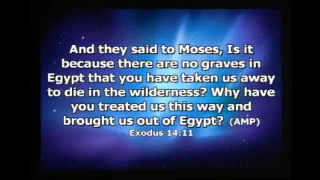 And they said to Moses, Is it
because there are no graves in
Egypt that you have taken us away
to die in the wilderness? Why have
you treated us this way and
brought us out of Egypt? (AMP)
Exodus 14:11